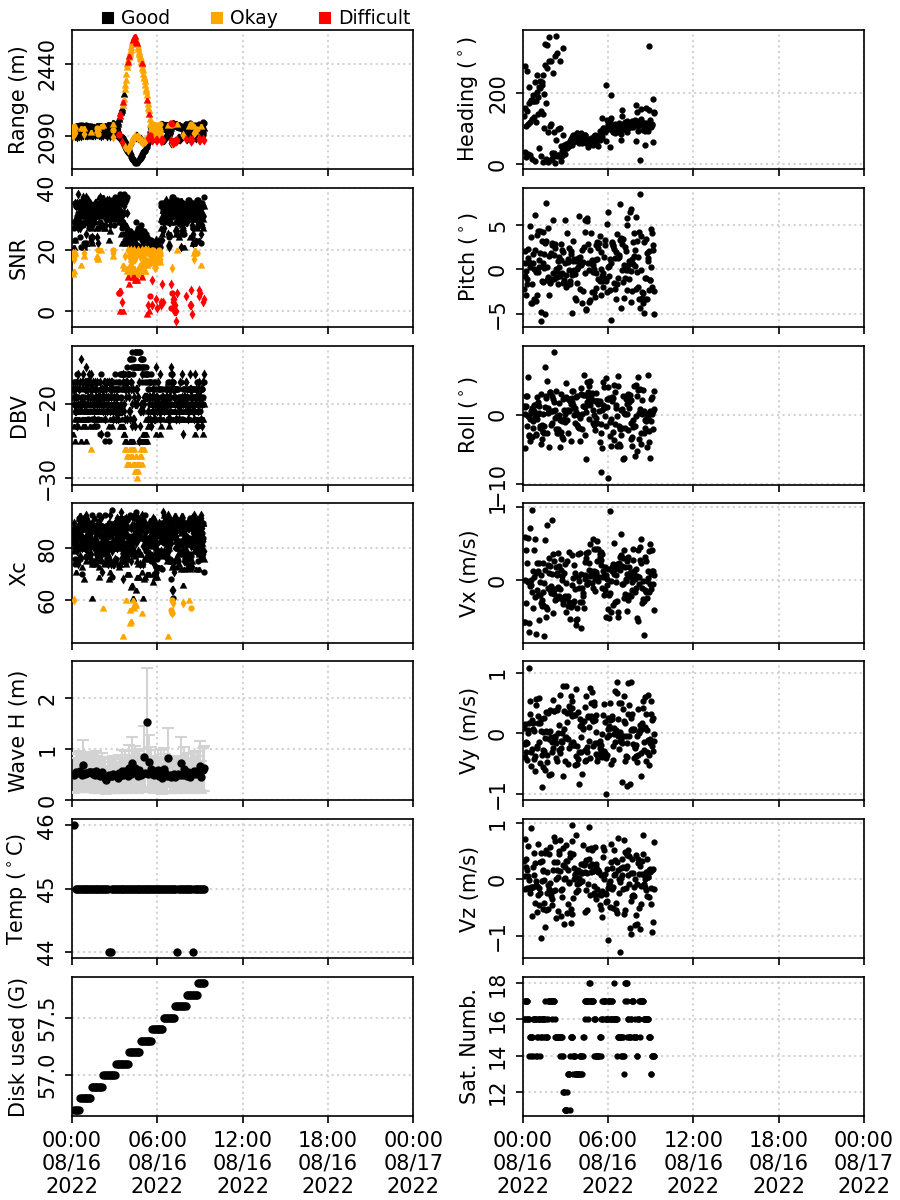 Good Okay Difficult
Range (m)
2440
2090
Heading (°)
200
0
SNR
40
20
0
Pitch (°)
5
0
−5
DBV
−20
−30
Roll (°)
0
−10
Xc
80
60
Vx (m/s)
1
0
Wave H (m)
2
1
0
Vy (m/s)
1
0
−1
Temp (°C)
46
45
44
Vz (m/s)
1
0
−1
Disk used (G)
57.5
57.0
Sat. Numb.
18
16
14
12
00:00 06:00 12:00 18:00 00:00
08/16 08/16 08/16 08/16 08/17
2022 2022 2022 2022 2022
00:00 06:00 12:00 18:00 00:00
08/16 08/16 08/16 08/16 08/17
2022 2022 2022 2022 2022